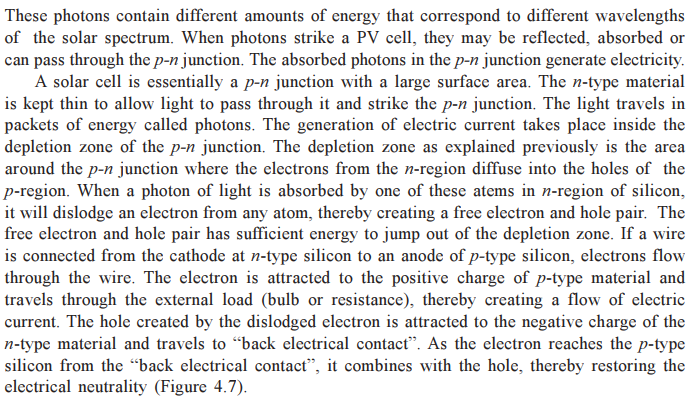 These photons contain different amounts of energy that correspond to different wavelengths
of the solar spectrum. When photons strike a PV cell, they may be reflected, absorbed or
can pass through the p-n junction. The absorbed photons in the p-n junction generate electricity.
A solar cell is essentially a p-n junction with a large surface area. The n-type material
is kept thin to allow light to pass through it and strike the p-n junction. The light travels in
packets of energy called photons. The generation of electric current takes place inside the
depletion zone of the p-n junction. The depletion zone as explained previously is the area
around the p-n junction where the electrons from the n-region diffuse into the holes of the
p-region. When a photon of light is absorbed by one of these atems in n-region of silicon,
it will dislodge an electron from any atom, thereby creating a free electron and hole pair. The
free electron and hole pair has sufficient energy to jump out of the depletion zone. If a wire
is connected from the cathode at n-type silicon to an anode of p-type silicon, electrons flow
through the wire. The electron is attracted to the positive charge of p-type material and
travels through the external load (bulb or resistance), thereby creating a flow of electric
current. The hole created by the dislodged electron is attracted to the negative charge of the
n-type material and travels to “back electrical contact”. As the electron reaches the p-type
silicon from the “back electrical contact”, it combines with the hole, thereby restoring the
electrical neutrality (Figure 4.7).